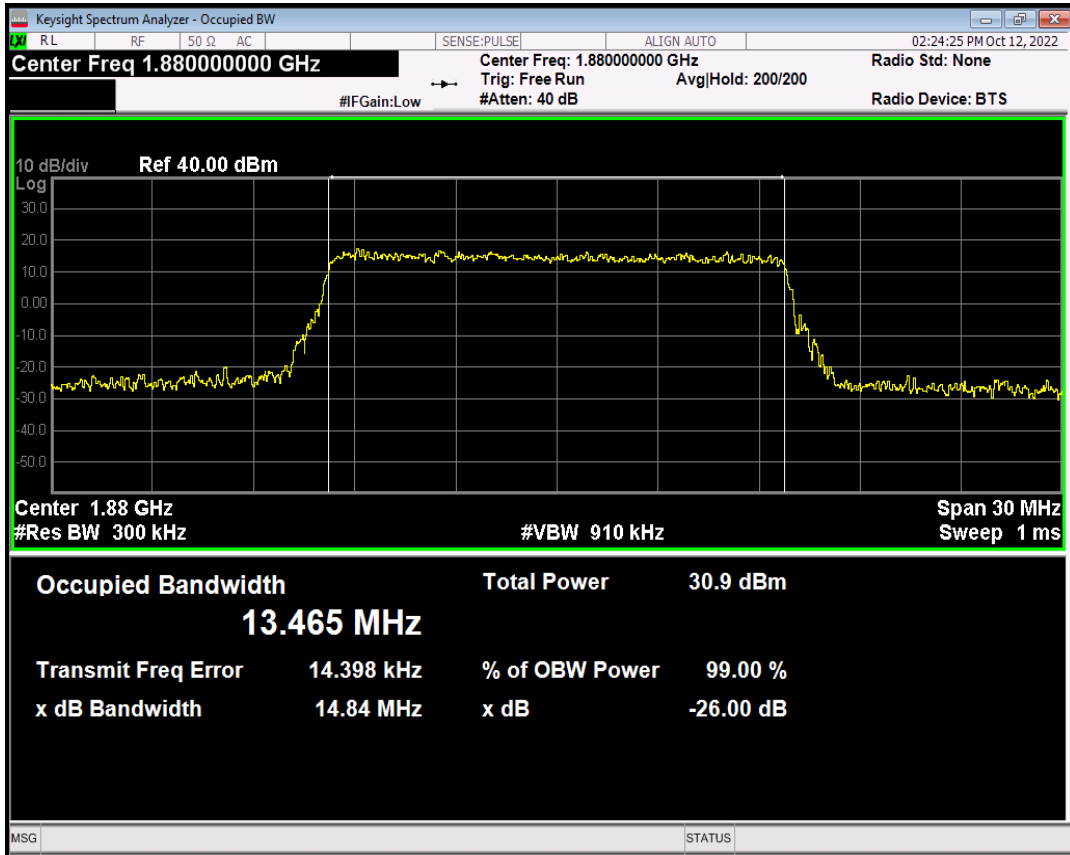 Keysight Spectrum Analyzer - Occupied BW
LXI RL RF 50 Ω AC SENSE:PULSE ALIGN AUTO 02:24:25 PM Oct 12, 2022
Center Freq 1.880000000 GHz Center Freq: 1.880000000 GHz Radio Std: None
Trig: Free Run Avg|Hold: 200/200
#IFGain:Low #Atten: 40 dB Radio Device: BTS
10 dB/div Ref 40.00 dBm
Log
30.0
20.0
10.0
0.00
-10.0
-20.0
-30.0
-40.0
-50.0
Center 1.88 GHz Span 30 MHz
#Res BW 300 kHz #VBW 910 kHz Sweep 1 ms
Occupied Bandwidth Total Power 30.9 dBm
13.465 MHz
Transmit Freq Error 14.398 kHz % of OBW Power 99.00 %
x dB Bandwidth 14.84 MHz x dB -26.00 dB
MSG STATUS